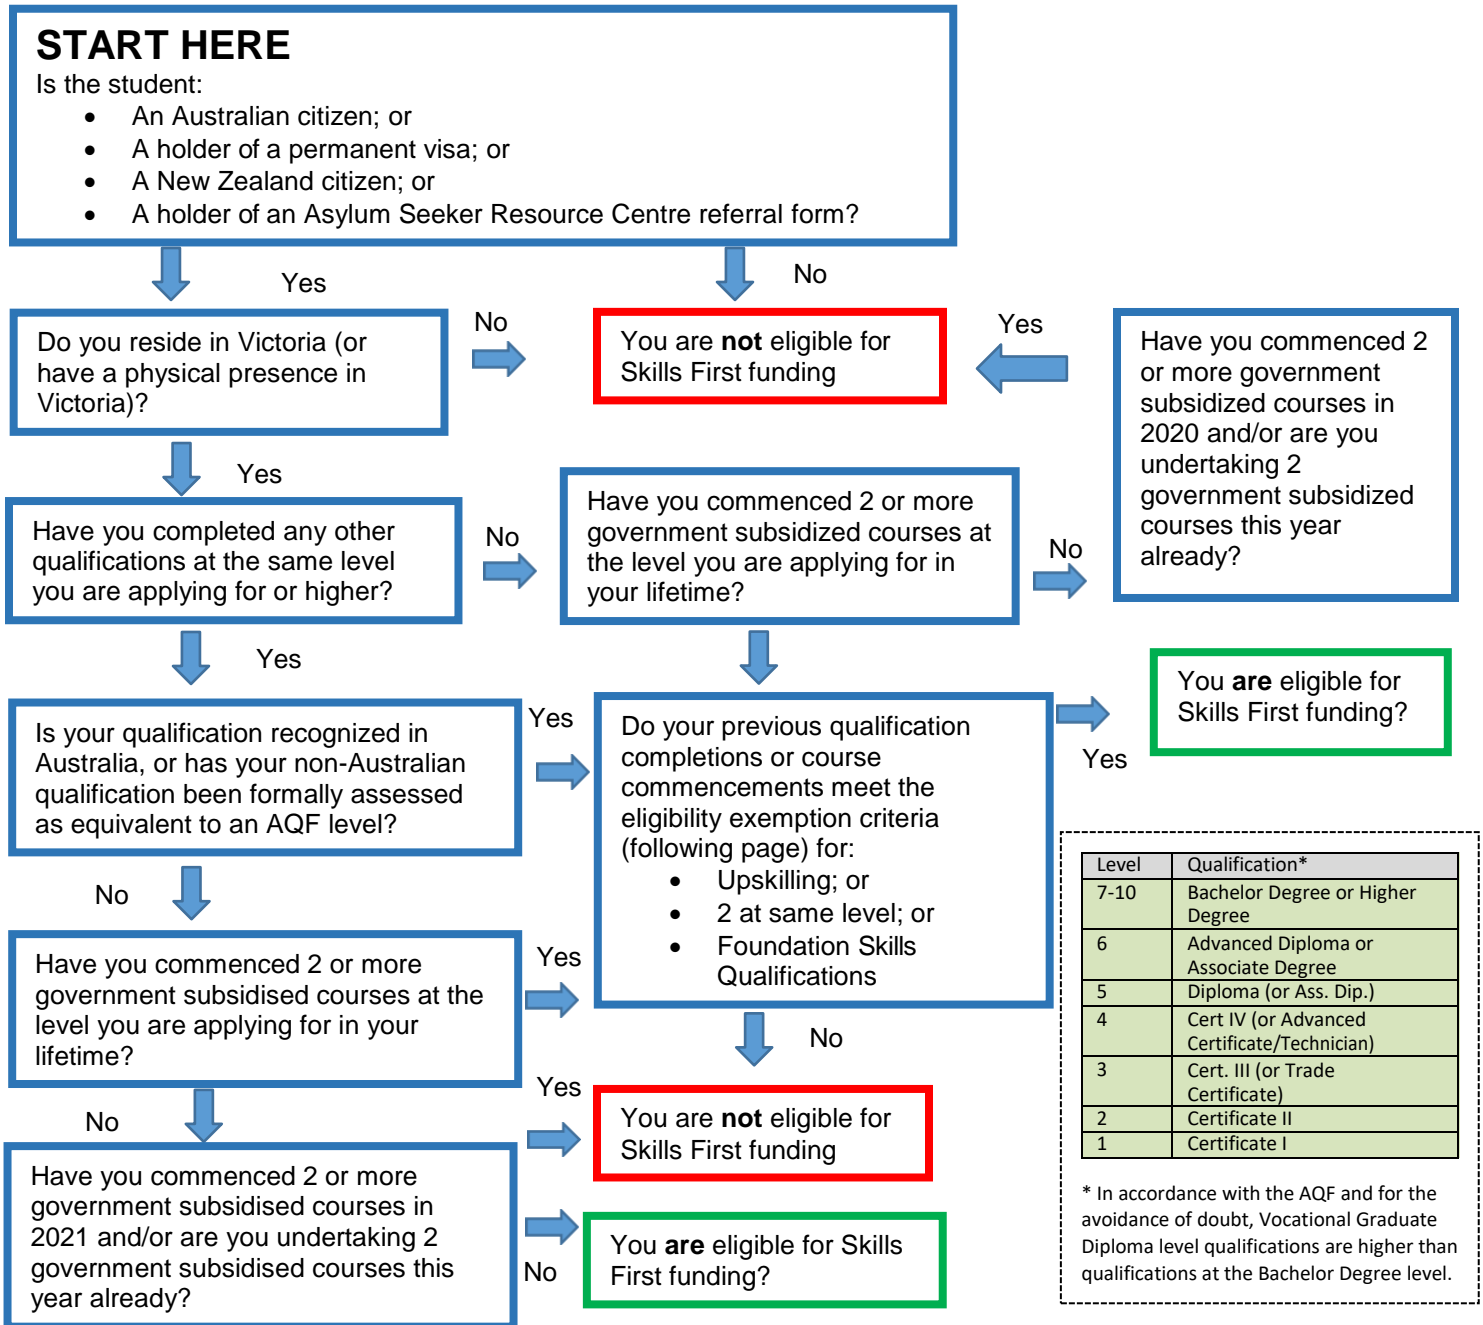 START HERE
Is the student:
• An Australian citizen; or
• A holder of a permanent visa; or
• A New Zealand citizen; or
• A holder of an Asylum Seeker Resource Centre referral form?
Yes
No
Do you reside in Victoria (or
have a physical presence in
Victoria)?
No
You are not eligible for
Skills First funding
Yes
Have you commenced 2
or more government
subsidized courses in
2020 and/or are you
undertaking 2
government subsidized
courses this year
already?
Yes
Have you completed any other
qualifications at the same level
you are applying for or higher?
No
Have you commenced 2 or more
government subsidized courses at
the level you are applying for in
your lifetime?
No
Yes
You are eligible for
Skills First funding?
Is your qualification recognized in
Australia, or has your non-Australian
qualification been formally assessed
as equivalent to an AQF level?
Yes
Do your previous qualification
completions or course
commencements meet the
eligibility exemption criteria
(following page) for:
• Upskilling; or
• 2 at same level; or
• Foundation Skills
Qualifications
Yes
No
Have you commenced 2 or more
government subsidised courses at the
level you are applying for in your
lifetime?
Yes
No
No
Have you commenced 2 or more
government subsidised courses in
2021 and/or are you undertaking 2
government subsidised courses this
year already?
Yes
You are not eligible for
Skills First funding
No
You are eligible for Skills
First funding?
Level Qualification*
7-10 Bachelor Degree or Higher
Degree
6 Advanced Diploma or
Associate Degree
5 Diploma (or Ass. Dip.)
4 Cert IV (or Advanced
Certificate/Technician)
3 Cert. III (or Trade
Certificate)
2 Certificate II
1 Certificate I
* In accordance with the AQF and for the
avoidance of doubt, Vocational Graduate
Diploma level qualifications are higher than
qualifications at the Bachelor Degree level.